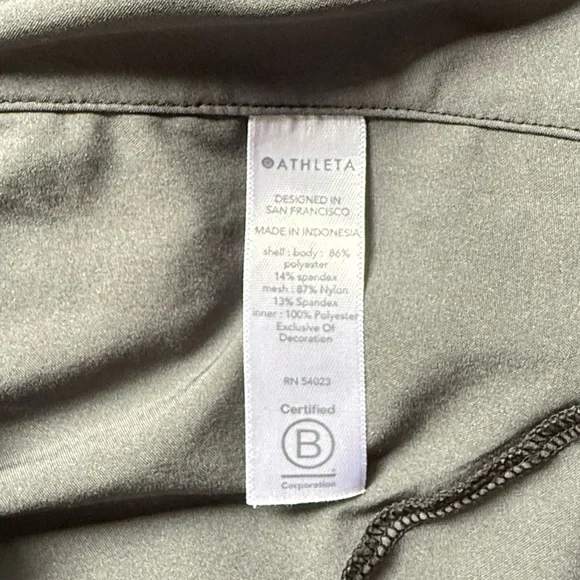 ATHLETA
DESIGNED IN
SAN FRANCISCO
MADE IN INDONESIA
shell : body : 86%
polyester
14% spandex
mesh : 87% Nylon
13% Spandex
inner : 100% Polyester
Exclusive Of
Decoration
RN 54023
Certified
B
Corporation